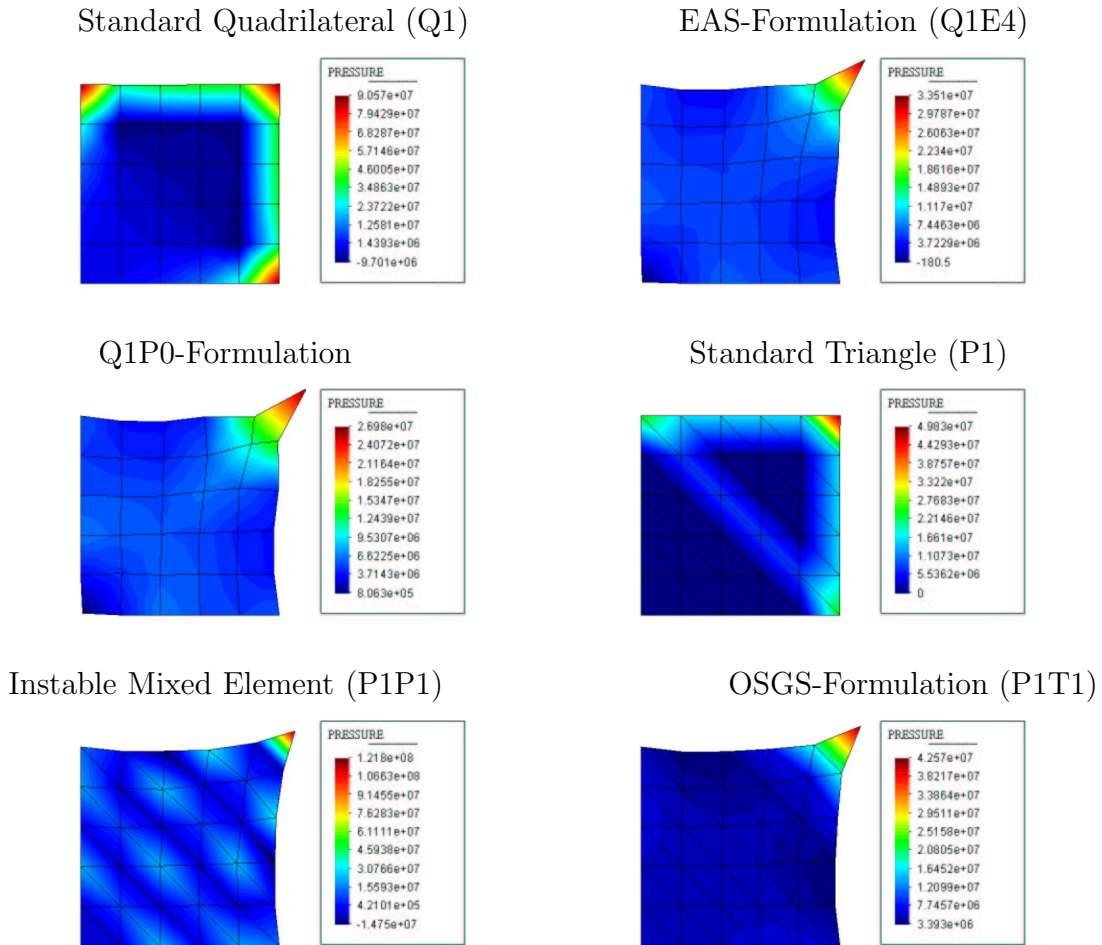 Standard Quadrilateral (Q1)
PRESSURE
9.057e+07
7.9429e+07
6.8287e+07
5.7146e+07
4.6005e+07
3.4863e+07
2.3722e+07
1.2581e+07
1.4393e+06
-9.701e+06
EAS-Formulation (Q1E4)
PRESSURE
3.351e+07
2.9787e+07
2.6063e+07
2.234e+07
1.8616e+07
1.4893e+07
1.117e+07
7.4463e+06
3.7229e+06
-180.5
Q1P0-Formulation
PRESSURE
2.698e+07
2.4072e+07
2.1164e+07
1.8255e+07
1.5347e+07
1.2439e+07
9.5307e+06
6.6225e+06
3.7143e+06
8.063e+05
Standard Triangle (P1)
PRESSURE
4.983e+07
4.4293e+07
3.8757e+07
3.322e+07
2.7683e+07
2.2146e+07
1.661e+07
1.1073e+07
5.5362e+06
0
Instable Mixed Element (P1P1)
PRESSURE
1.218e+08
1.0663e+08
9.1455e+07
7.6283e+07
6.1111e+07
4.5938e+07
3.0766e+07
1.5593e+07
4.2101e+05
-1.475e+07
OSGS-Formulation (P1T1)
PRESSURE
4.257e+07
3.8217e+07
3.3864e+07
2.9511e+07
2.5158e+07
2.0805e+07
1.6452e+07
1.2099e+07
7.7457e+06
3.393e+06